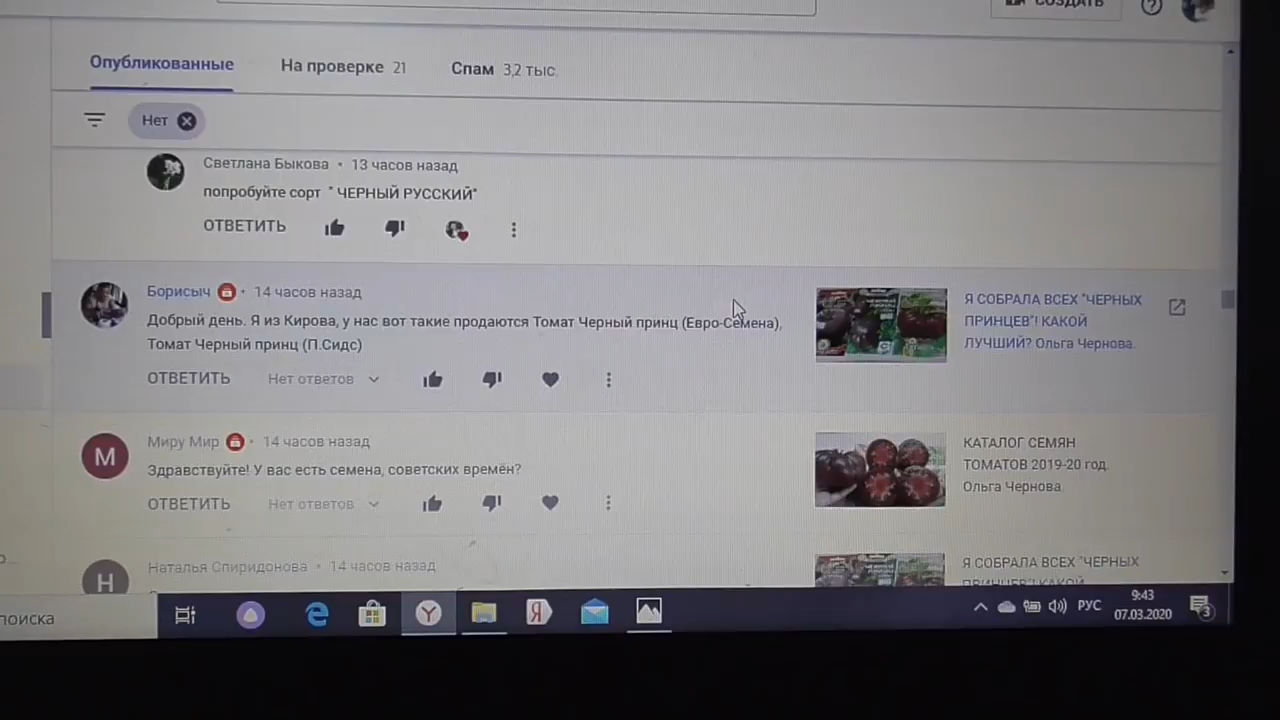 СОЗДАТЬ
Опубликованные
На проверке 21
Спам 3,2 тыс.
Нет
Светлана Быкова • 13 часов назад
попробуйте сорт " ЧЕРНЫЙ РУССКИЙ"
ОТВЕТИТЬ
Борисыч • 14 часов назад
Добрый день. Я из Кирова, у нас вот такие продаются Томат Черный принц (Евро-Семена),
Томат Черный принц (П.Сидс)
ОТВЕТИТЬ
Нет ответов
Я СОБРАЛА ВСЕХ "ЧЕРНЫХ
ПРИНЦЕВ"! КАКОЙ
ЛУЧШИЙ? Ольга Чернова.
М
Миру Мир • 14 часов назад
Здравствуйте! У вас есть семена, советских времён?
ОТВЕТИТЬ
Нет ответов
КАТАЛОГ СЕМЯН
ТОМАТОВ 2019-20 год.
Ольга Чернова.
Н
Наталья Спиридонова • 14 часов назад
Я СОБРАЛА ВСЕХ "ЧЕРНЫХ
ПРИНЦЕВ"! КАКОЙ
поиска
РУС
9:43
07.03.2020
3